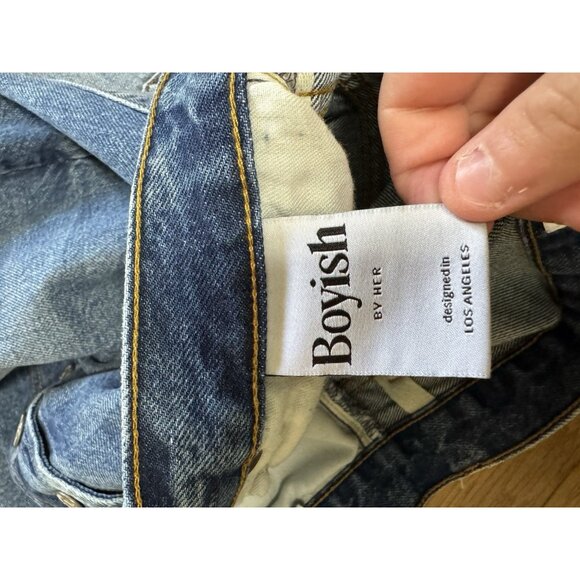 Boyish
BY HER
designed in
LOS ANGELES